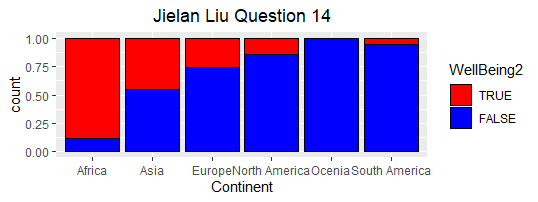 Jielan Liu Question 14
1.00
0.75
0.50
0.25
0.00
count
Africa
Asia
Europe
North America
Ocenia
South America
Continent
WellBeing2
TRUE
FALSE